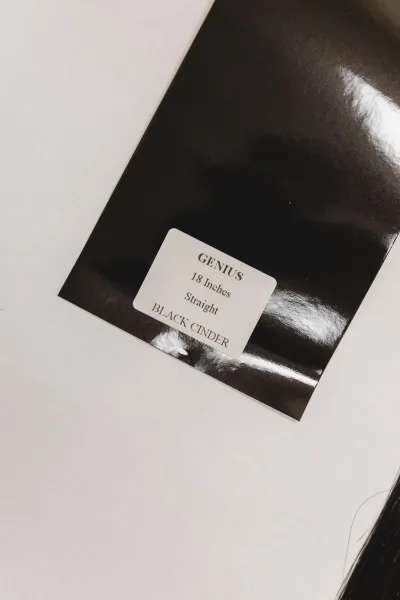 GENIUS
18 Inches
Straight
BLACK CINDER